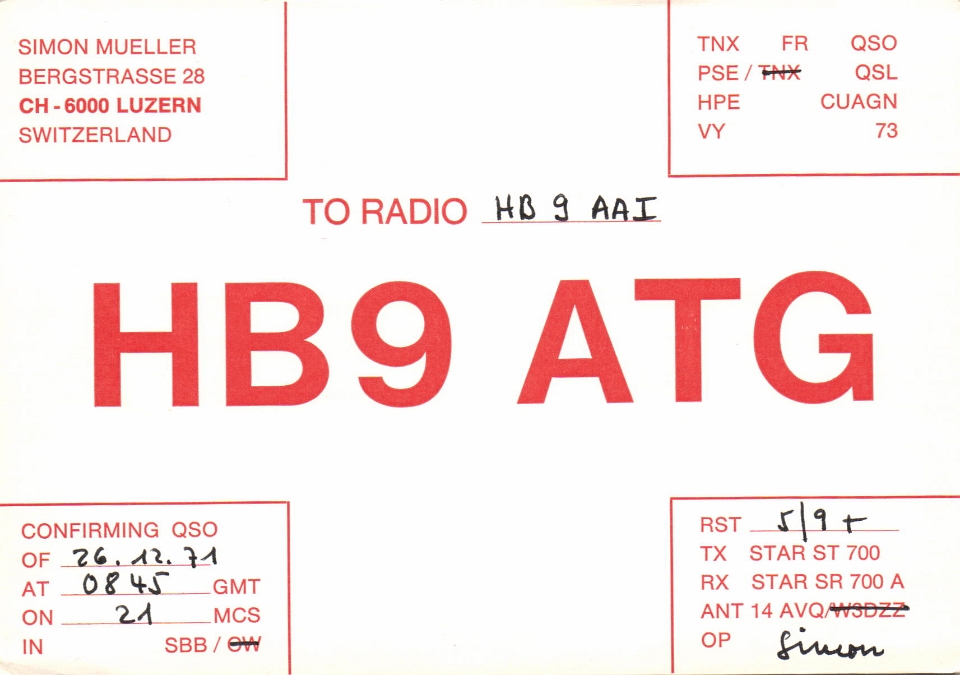 SIMON MUELLER
BERGSTRASSE 28
CH - 6000 LUZERN
SWITZERLAND
TNX FR QSO
PSE / TNX QSL
HPE CUAGN
VY 73
TO RADIO HB 9 AAI
HB9 ATG
CONFIRMING QSO
OF 26.12.71
AT 0845 GMT
ON 21 MCS
IN SBB / CW
RST 5/9 +
TX STAR ST 700
RX STAR SR 700 A
ANT 14 AVQ/W3DZZ
OP Simon